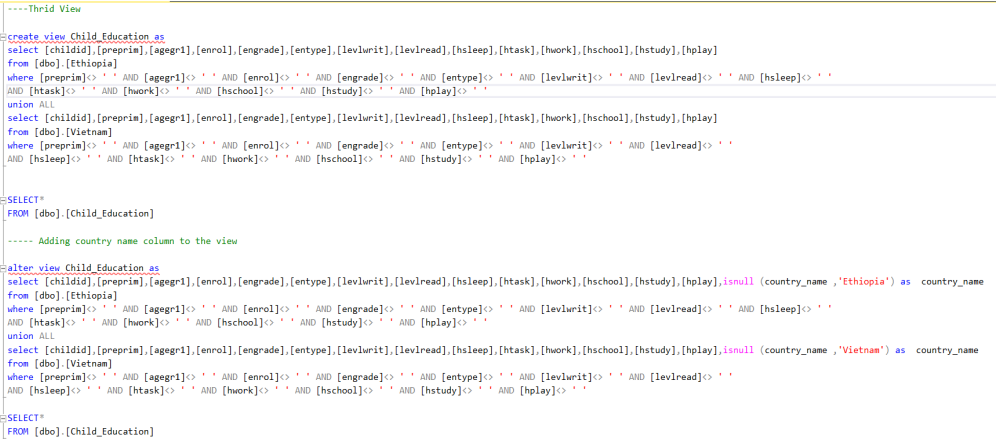 ----Thrid View
create view Child_Education as
select [childid],[preprim],[agegr1],[enrol],[engrade],[entype],[levlwrit],[levlread],[hsleep],[htask],[hwork],[hschool],[hstudy],[hplay]
from [dbo].[Ethiopia]
where [preprim]<> ' ' AND [agegr1]<> ' ' AND [enrol]<> ' ' AND [engrade]<> ' ' AND [entype]<> ' ' AND [levlwrit]<> ' ' AND [levlread]<> ' ' AND [hsleep]<> ' '
AND [htask]<> ' ' AND [hwork]<> ' ' AND [hschool]<> ' ' AND [hstudy]<> ' ' AND [hplay]<> ' '
union ALL
select [childid],[preprim],[agegr1],[enrol],[engrade],[entype],[levlwrit],[levlread],[hsleep],[htask],[hwork],[hschool],[hstudy],[hplay]
from [dbo].[Vietnam]
where [preprim]<> ' ' AND [agegr1]<> ' ' AND [enrol]<> ' ' AND [engrade]<> ' ' AND [entype]<> ' ' AND [levlwrit]<> ' ' AND [levlread]<> ' '
AND [hsleep]<> ' ' AND [htask]<> ' ' AND [hwork]<> ' ' AND [hschool]<> ' ' AND [hstudy]<> ' ' AND [hplay]<> ' '
SELECT*
FROM [dbo].[Child_Education]
----- Adding country name column to the view
alter view Child_Education as
select [childid],[preprim],[agegr1],[enrol],[engrade],[entype],[levlwrit],[levlread],[hsleep],[htask],[hwork],[hschool],[hstudy],[hplay],isnull (country_name ,'Ethiopia') as  country_name
from [dbo].[Ethiopia]
where [preprim]<> ' ' AND [agegr1]<> ' ' AND [enrol]<> ' ' AND [engrade]<> ' ' AND [entype]<> ' ' AND [levlwrit]<> ' ' AND [levlread]<> ' ' AND [hsleep]<> ' '
AND [htask]<> ' ' AND [hwork]<> ' ' AND [hschool]<> ' ' AND [hstudy]<> ' ' AND [hplay]<> ' '
union ALL
select [childid],[preprim],[agegr1],[enrol],[engrade],[entype],[levlwrit],[levlread],[hsleep],[htask],[hwork],[hschool],[hstudy],[hplay],isnull (country_name ,'Vietnam') as  country_name
from [dbo].[Vietnam]
where [preprim]<> ' ' AND [agegr1]<> ' ' AND [enrol]<> ' ' AND [engrade]<> ' ' AND [entype]<> ' ' AND [levlwrit]<> ' ' AND [levlread]<> ' '
AND [hsleep]<> ' ' AND [htask]<> ' ' AND [hwork]<> ' ' AND [hschool]<> ' ' AND [hstudy]<> ' ' AND [hplay]<> ' '
SELECT*
FROM [dbo].[Child_Education]